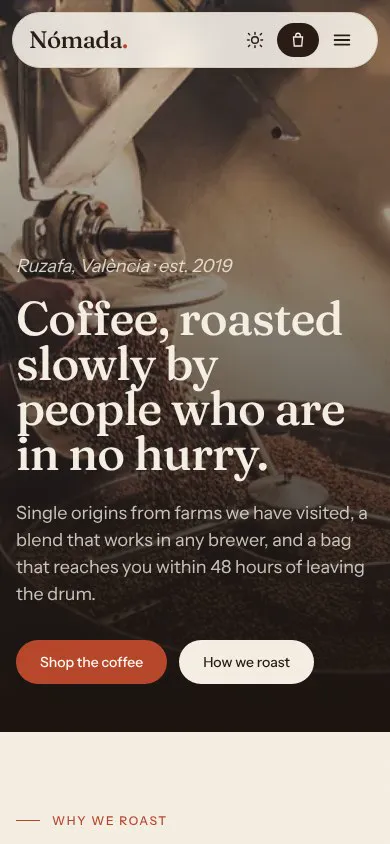 Nómada.
Ruzafa, València · est. 2019
Coffee, roasted
slowly by
people who are
in no hurry.
Single origins from farms we have visited, a
blend that works in any brewer, and a bag
that reaches you within 48 hours of leaving
the drum.
Shop the coffee
How we roast
WHY WE ROAST